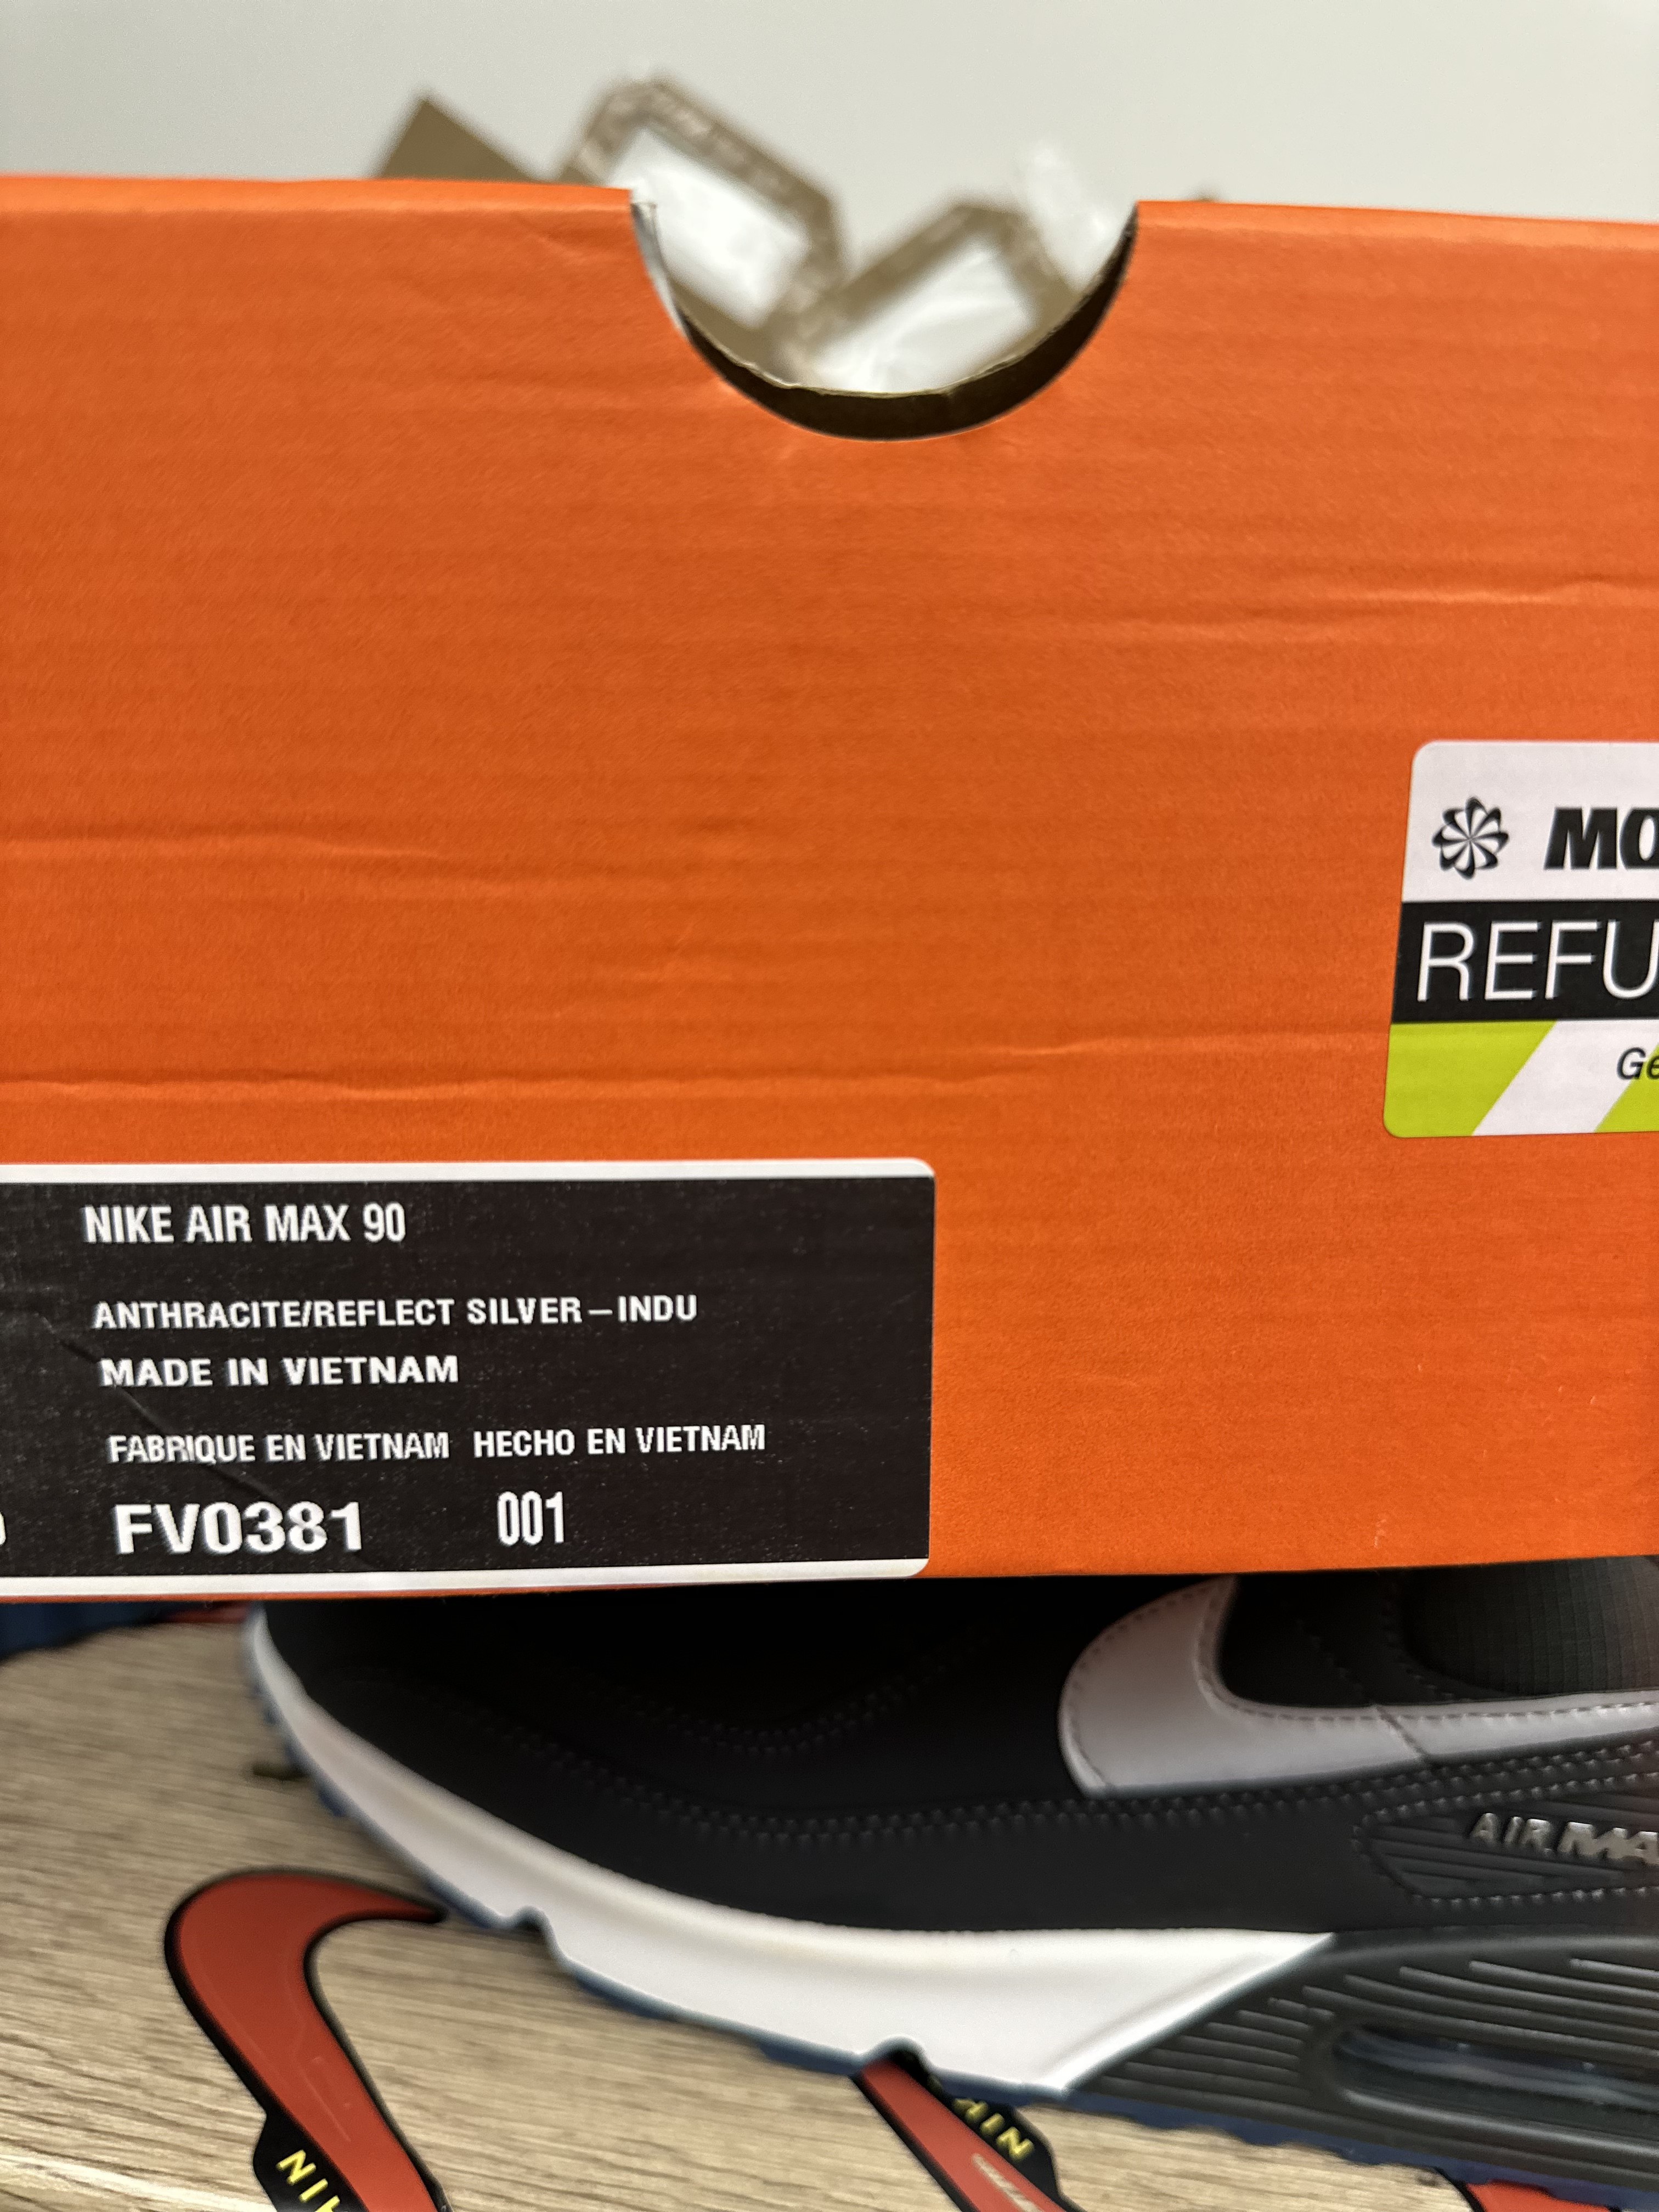 MO
REFU
Ge
NIKE AIR MAX 90
ANTHRACITE/REFLECT SILVER–INDU
MADE IN VIETNAM
FABRIQUE EN VIETNAM HECHO EN VIETNAM
FV0381 001
AIR MA